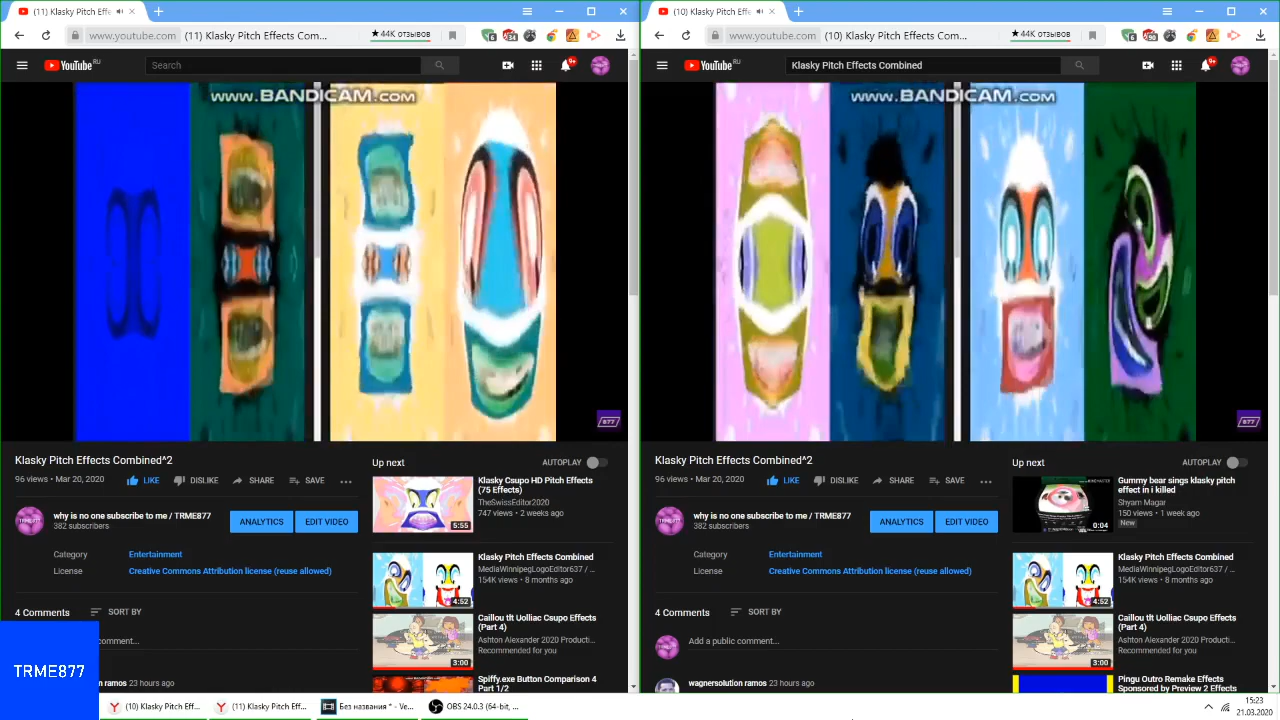 (11) Klasky Pitch Effe
www.youtube.com (11) Klasky Pitch Effects Com... ★44K отзывов
YouTube RU
Search
9+
www.BANDICAM.com
877
Klasky Pitch Effects Combined^2
96 views • Mar 20, 2020
LIKE DISLIKE SHARE SAVE ...
why is no one subscribe to me / TRME877
382 subscribers
ANALYTICS EDIT VIDEO
Category Entertainment
License Creative Commons Attribution license (reuse allowed)
4 Comments SORT BY
comment...
n ramos 23 hours ago
TRME877
Up next AUTOPLAY
Klasky Csupo HD Pitch Effects
(75 Effects)
TheSwissEditor2020
747 views • 2 weeks ago
5:55
Klasky Pitch Effects Combined
MediaWinnipegLogoEditor637 / ...
154K views • 8 months ago
4:52
Caillou tlt Uolliac Csupo Effects
(Part 4)
Ashton Alexander 2020 Producti...
Recommended for you
3:00
Spiffy.exe Button Comparison 4
Part 1/2
(10) Klasky Pitch Effe
www.youtube.com (10) Klasky Pitch Effects Com... ★44K отзывов
YouTube RU
Klasky Pitch Effects Combined
9+
www.BANDICAM.com
877
Klasky Pitch Effects Combined^2
96 views • Mar 20, 2020
LIKE DISLIKE SHARE SAVE ...
why is no one subscribe to me / TRME877
382 subscribers
ANALYTICS EDIT VIDEO
Category Entertainment
License Creative Commons Attribution license (reuse allowed)
4 Comments SORT BY
Add a public comment...
wagnersolution ramos 23 hours ago
Up next AUTOPLAY
Gummy bear sings klasky pitch
effect in i killed
Shyam Magar
150 views • 1 week ago
New
0:04
Klasky Pitch Effects Combined
MediaWinnipegLogoEditor637 / ...
154K views • 8 months ago
4:52
Caillou tlt Uolliac Csupo Effects
(Part 4)
Ashton Alexander 2020 Producti...
Recommended for you
3:00
Pingu Outro Remake Effects
Sponsored by Preview 2 Effects
(10) Klasky Pitch Eff... (11) Klasky Pitch Eff... Без названия * - Ve... OBS 24.0.3 (64-bit, ...
15:23
21.03.2020